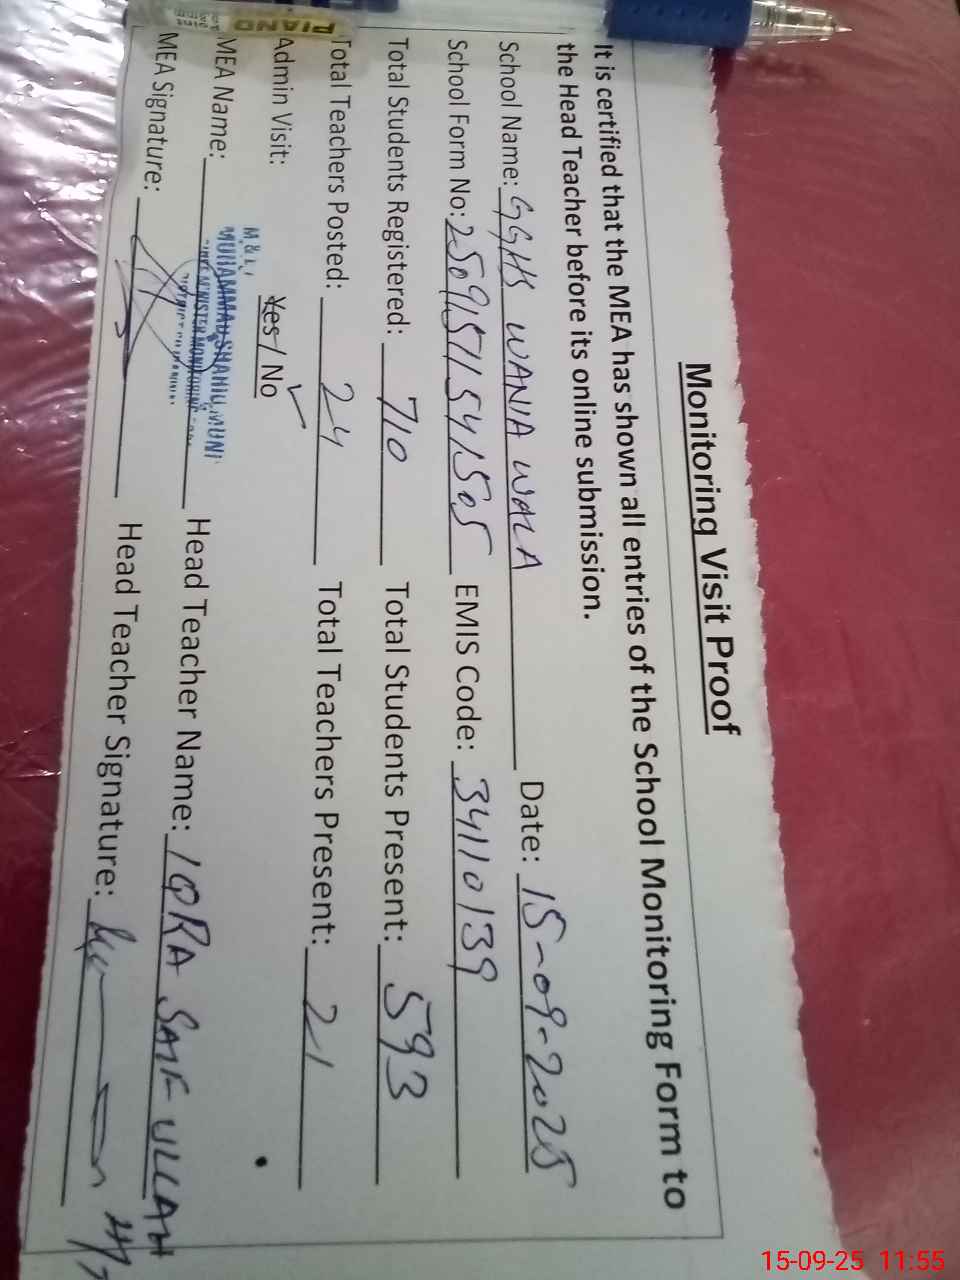 Monitoring Visit Proof
It is certified that the MEA has shown all entries of the School Monitoring Form to
the Head Teacher before its online submission.
School Name: GGHS WANIA WALA Date: 15-09-2025
School Form No: 25091511541505 EMIS Code: 34110139
Total Students Registered: 710 Total Students Present: 593
Total Teachers Posted: 24 Total Teachers Present: 21
Admin Visit: Yes / No ✓
MEA Name: MUHAMMAD Head Teacher Name: IQRA SAIF ULLAH
MEA Signature: Head Teacher Signature:
15-09-25 11:55